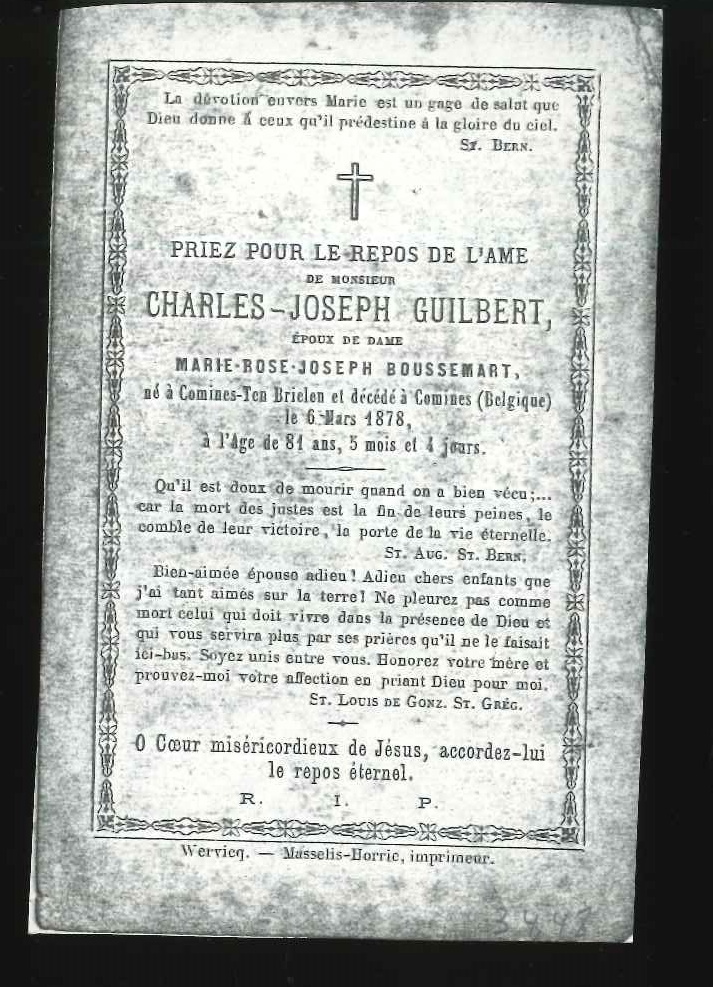 La dévotion envers Marie est un gage de salut que
Dieu donne à ceux qu'il prédestine à la gloire du ciel.
St. Bern.
PRIEZ POUR LE REPOS DE L'AME
DE MONSIEUR
CHARLES-JOSEPH GUILBERT,
ÉPOUX DE DAME
MARIE-ROSE-JOSEPH BOUSSEMART,
né à Comines-Ten Brielen et décédé à Comines (Belgique)
le 6 Mars 1878,
à l'âge de 81 ans, 5 mois et 4 jours.
Qu'il est doux de mourir quand on a bien vécu;...
car la mort des justes est la fin de leurs peines, le
comble de leur victoire, la porte de la vie éternelle.
St. Aug. St. Bern.
Bien-aimée épouse adieu! Adieu chers enfants que
j'ai tant aimés sur la terre! Ne pleurez pas comme
mort celui qui doit vivre dans la présence de Dieu et
qui vous servira plus par ses prières qu'il ne le faisait
ici-bas. Soyez unis entre vous. Honorez votre mère et
prouvez-moi votre affection en priant Dieu pour moi.
St. Louis de Gonz. St. Grég.
O Cœur miséricordieux de Jésus, accordez-lui
le repos éternel.
R. I. P.
Wervicq. — Masselis-Horrie, imprimeur.